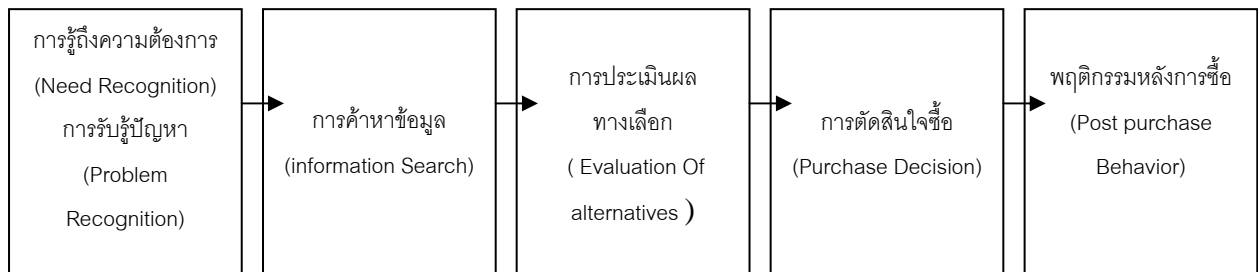 การรู้ถึงความต้องการ
(Need Recognition)
การรับรู้ปัญหา
(Problem
Recognition)
การค้าหาข้อมูล
(information Search)
การประเมินผล
ทางเลือก
( Evaluation Of
alternatives )
การตัดสินใจซื้อ
(Purchase Decision)
พฤติกรรมหลังการซื้อ
(Post purchase
Behavior)